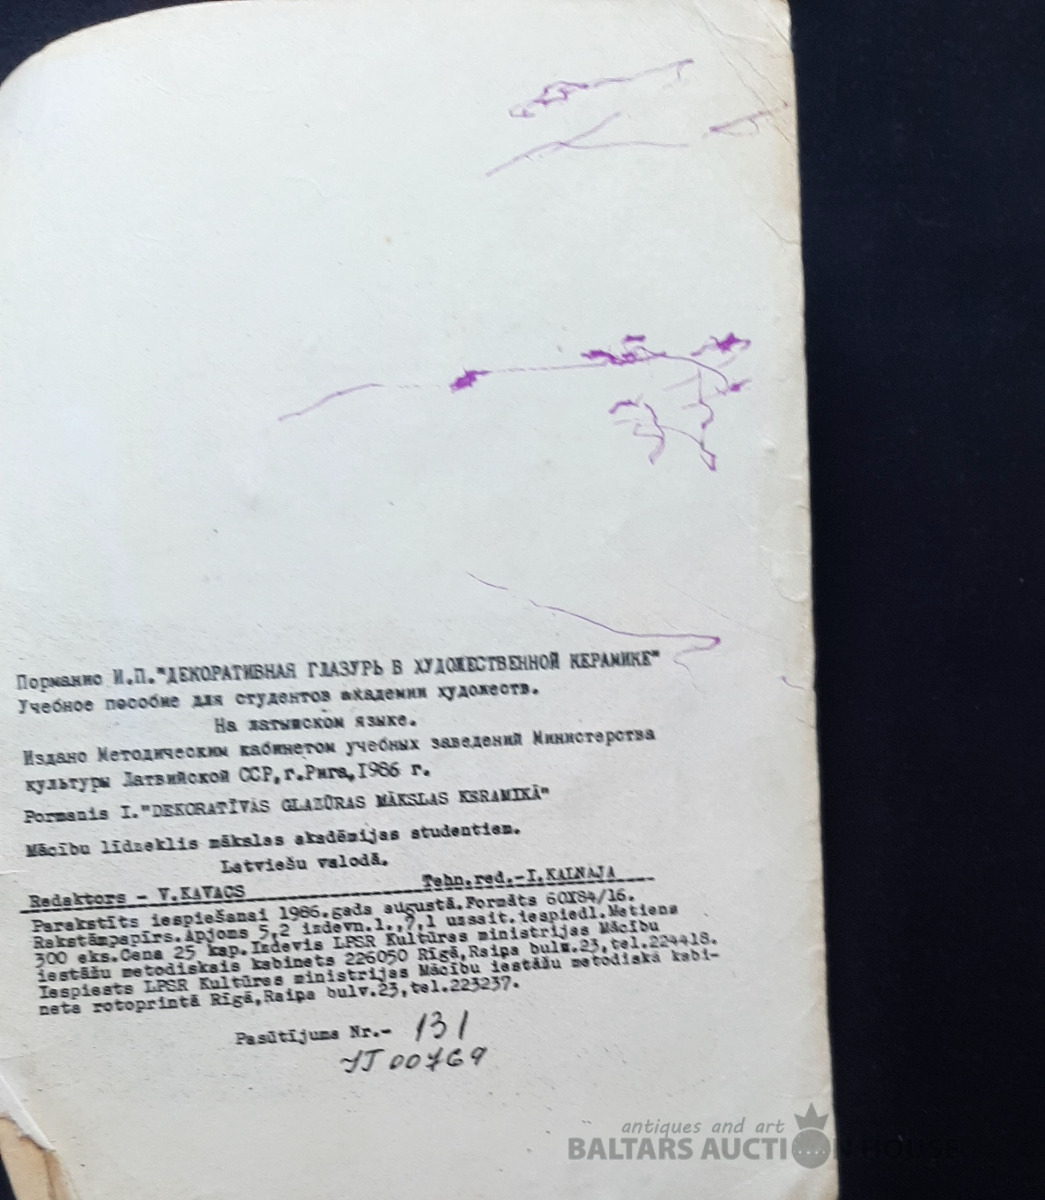 Порманис И.П."ДЕКОРАТИВНАЯ ГЛАЗУРЬ В ХУДОЖЕСТВЕННОЙ КЕРАМИКЕ"
Учебное пособие для студентов академии художеств.
На латышском языке.
Издано Методическим кабинетом учебных заведений Министерства
культуры Латвийской ССР,г.Рига,1986 г.
Pormanis I."DEKORATĪVĀS GLAZŪRAS MĀKSLAS KERAMIKĀ"
Mācību līdzeklis mākslas akadēmijas studentiem.
Latviešu valodā.
Redaktors - V.KAVACS Tehn.red.-I.KALNAJA
Parakstīts iespiešanai 1986.gada augustā.Formāts 60X84/16.
Rakstāmpapīrs.Apjoms 5,2 izdevn.l.,7,1 uzskait.iespiedl.Metiens
300 eks.Cena 25 kap.Izdevis LPSR Kultūras ministrijas Mācību
iestāžu metodiskais kabinets 226050 Rīgā,Raiņa bulv.23,tel.224418.
Iespiests LPSR Kultūras ministrijas Mācību iestāžu metodiskā kabi-
neta rotoprintā Rīgā,Raiņa bulv.23,tel.223237.
Pasūtījums Nr.- 131
ЯТ 00769
antiques and art
BALTARS AUCTION HOUSE